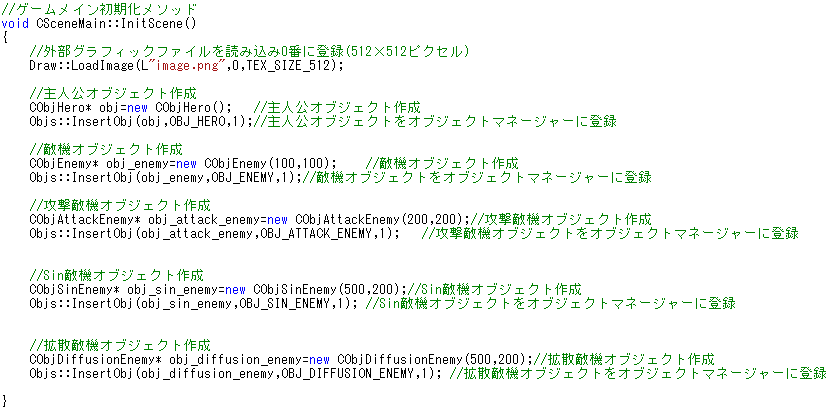 //ゲームメイン初期化メソッド
void CSceneMain::InitScene()
{
//外部グラフィックファイルを読み込み0番に登録(512×512ピクセル)
Draw::LoadImage(L"image.png",0,TEX_SIZE_512);
//主人公オブジェクト作成
CObjHero* obj=new CObjHero(); //主人公オブジェクト作成
Objs::InsertObj(obj,OBJ_HERO,1);//主人公オブジェクトをオブジェクトマネージャーに登録
//敵機オブジェクト作成
CObjEnemy* obj_enemy=new CObjEnemy(100,100); //敵機オブジェクト作成
Objs::InsertObj(obj_enemy,OBJ_ENEMY,1);//敵機オブジェクトをオブジェクトマネージャーに登録
//攻撃敵機オブジェクト作成
CObjAttackEnemy* obj_attack_enemy=new CObjAttackEnemy(200,200);//攻撃敵機オブジェクト作成
Objs::InsertObj(obj_attack_enemy,OBJ_ATTACK_ENEMY,1); //攻撃敵機オブジェクトをオブジェクトマネージャーに登録
//Sin敵機オブジェクト作成
CObjSinEnemy* obj_sin_enemy=new CObjSinEnemy(500,200);//Sin敵機オブジェクト作成
Objs::InsertObj(obj_sin_enemy,OBJ_SIN_ENEMY,1); //Sin敵機オブジェクトをオブジェクトマネージャーに登録
//拡散敵機オブジェクト作成
CObjDiffusionEnemy* obj_diffusion_enemy=new CObjDiffusionEnemy(500,200);//拡散敵機オブジェクト作成
Objs::InsertObj(obj_diffusion_enemy,OBJ_DIFFUSION_ENEMY,1); //拡散敵機オブジェクトをオブジェクトマネージャーに登録
}